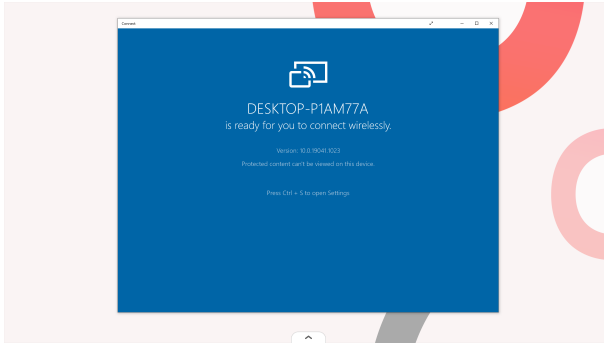 Connect
DESKTOP-P1AM77A
is ready for you to connect wirelessly.
Version: 10.0.19041.1023
Protected content can't be viewed on this device.
Press Ctrl + S to open Settings